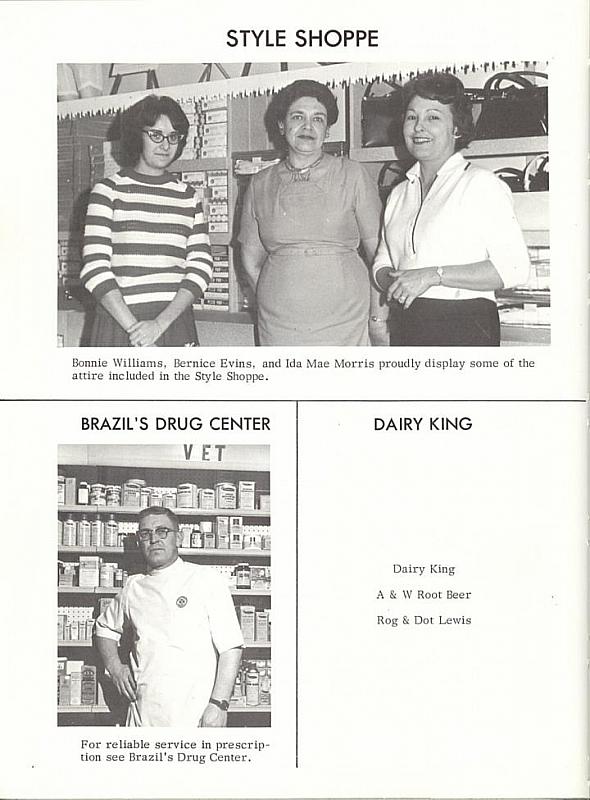 STYLE SHOPPE
Bonnie Williams, Bernice Evins, and Ida Mae Morris proudly display some of the
attire included in the Style Shoppe.
BRAZIL'S DRUG CENTER
VET
For reliable service in prescrip-
tion see Brazil's Drug Center.
DAIRY KING
Dairy King
A & W Root Beer
Rog & Dot Lewis